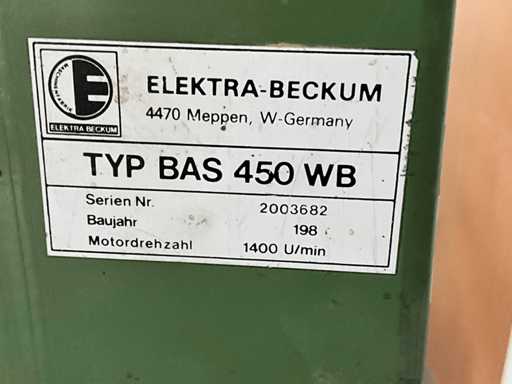 ELEKTRA-BECKUM
4470 Meppen, W-Germany
ELEKTRA BECKUM
TYP BAS 450 WB
Serien Nr. 2003682
Baujahr 198
Motordrehzahl 1400 U/min